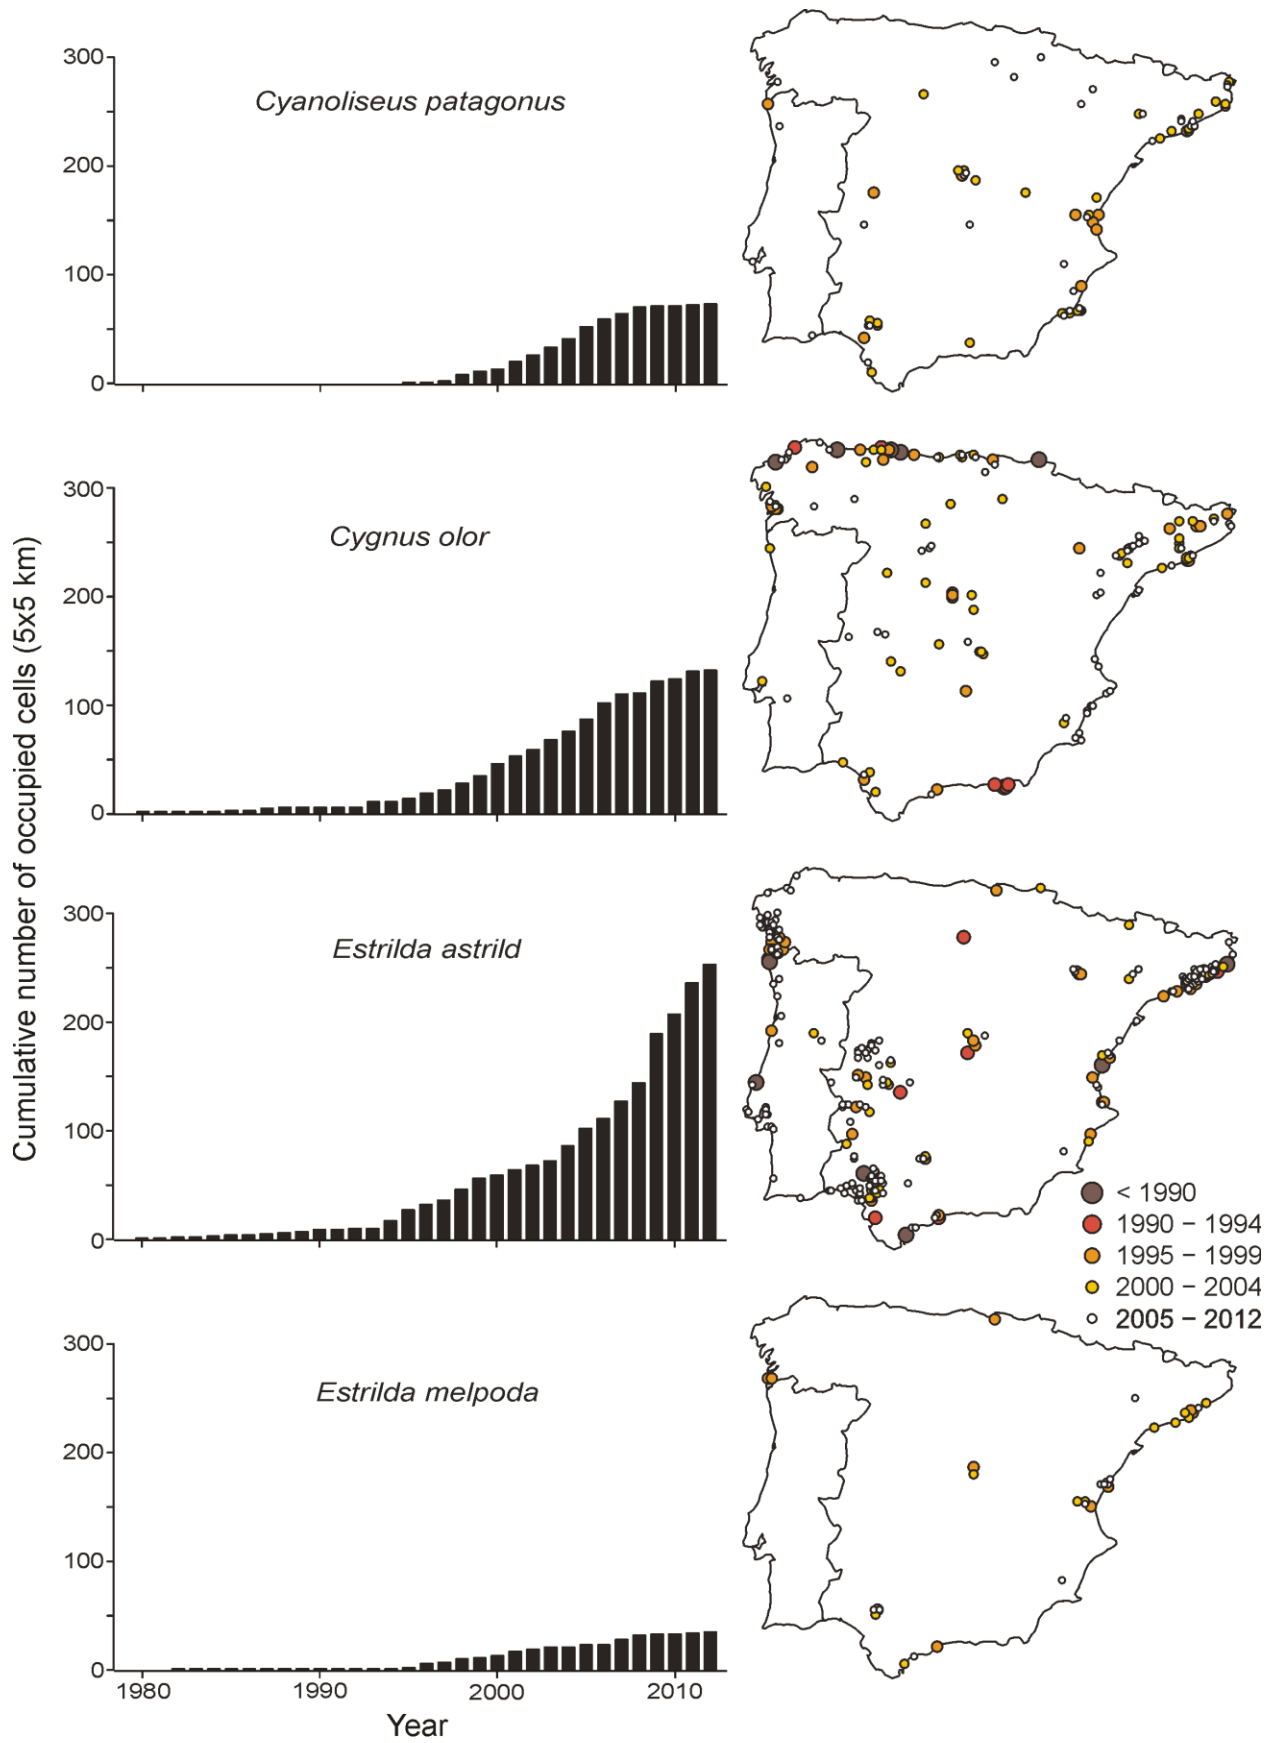 Cumulative number of occupied cells (5x5 km)
300
200
100
0
Cyanoliseus patagonus
300
200
100
0
Cygnus olor
300
200
100
0
Estrilda astrild
< 1990
1990 – 1994
1995 – 1999
2000 – 2004
2005 – 2012
300
200
100
0
Estrilda melpoda
1980
1990
2000
2010
Year